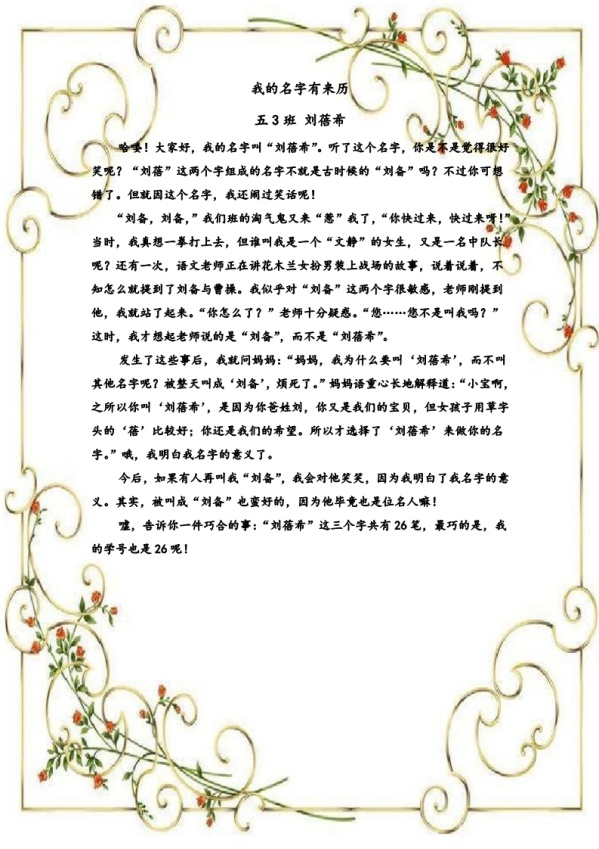 我的名字有来历
五3班 刘蓓希
哈喽！大家好，我的名字叫“刘蓓希”。听了这个名字，你是不是觉得很好
笑呢？“刘蓓”这两个字组成的名字不就是古时候的“刘备”吗？不过你可想
错了。但就因这个名字，我还闹过笑话呢！
“刘备，刘备，”我们班的淘气鬼又来“惹”我了，“你快过来，快过来呀！”
当时，我真想一拳打上去，但谁叫我是一个“文静”的女生，又是一名中队长
呢？还有一次，语文老师正在讲花木兰女扮男装上战场的故事，说着说着，不
知怎么就提到了刘备与曹操。我似乎对“刘备”这两个字很敏感，老师刚提到
他，我就站了起来。“你怎么了？”老师十分疑惑。“您……您不是叫我吗？”
这时，我才想起老师说的是“刘备”，而不是“刘蓓希”。
发生了这些事后，我就问妈妈：“妈妈，我为什么要叫‘刘蓓希’，而不叫
其他名字呢？被整天叫成‘刘备’，烦死了。”妈妈语重心长地解释道：“小宝啊，
之所以你叫‘刘蓓希’，是因为你爸姓刘，你又是我们的宝贝，但女孩子用草字
头的‘蓓’比较好；你还是我们的希望。所以才选择了‘刘蓓希’来做你的名
字。”哦，我明白我名字的意义了。
今后，如果有人再叫我“刘备”，我会对他笑笑，因为我明白了我名字的意
义。其实，被叫成“刘备”也蛮好的，因为他毕竟也是位名人嘛！
嘘，告诉你一件巧合的事：“刘蓓希”这三个字共有26笔，最巧的是，我
的学号也是26呢！